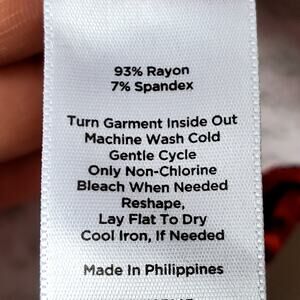 93% Rayon
7% Spandex
Turn Garment Inside Out
Machine Wash Cold
Gentle Cycle
Only Non-Chlorine
Bleach When Needed
Reshape,
Lay Flat To Dry
Cool Iron, If Needed
Made In Philippines